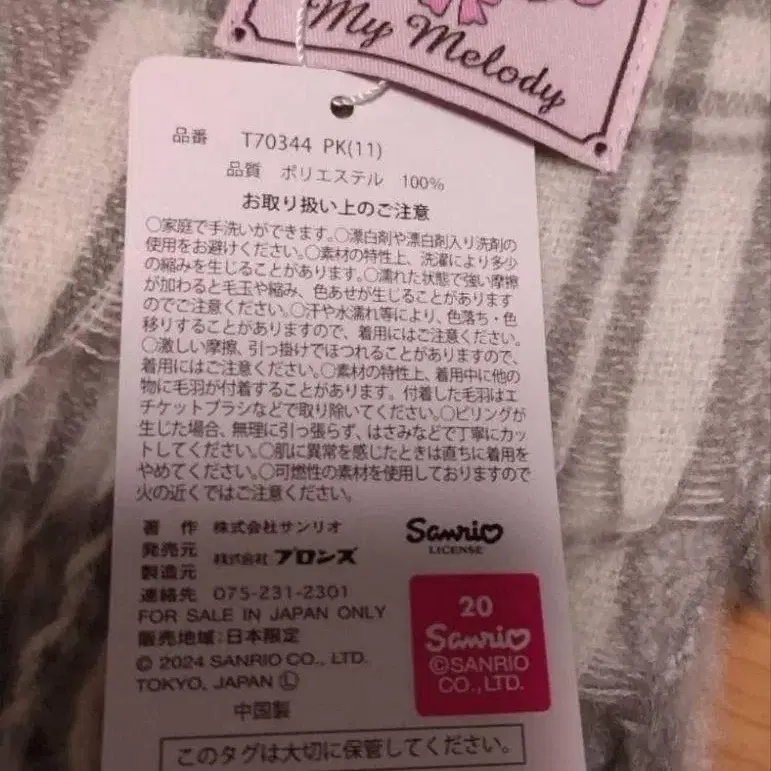 My Melody
品番 T70344 PK(11)
品質 ポリエステル 100%
お取り扱い上のご注意
○家庭で手洗いができます。○漂白剤や漂白剤入り洗剤の
使用をお避けください。○素材の特性上、洗濯により多少
の縮みを生じることがあります。○濡れた状態で強い摩擦
が加わると毛玉や縮み、色あせが生じることがあります
のでご注意ください。○汗や水濡れ等により、色落ち・色
移りすることがありますので、着用にはご注意ください。
○激しい摩擦、引っ掛けでほつれることがありますので、
着用にはご注意ください。○素材の特性上、着用中に他の
物に毛羽が付着することがあります。付着した毛羽はエ
チケットブラシなどで取り除いてください。○ピリングが
生じた場合、無理に引っ張らず、はさみなどで丁寧にカッ
トしてください。○肌に異常を感じたときは直ちに着用を
やめてください。○可燃性の素材を使用しておりますので
火の近くではご注意ください。
著作 株式会社サンリオ
Sanrio
LICENSE
発売元
製造元
株式会社 プロンズ
連絡先 075-231-2301
FOR SALE IN JAPAN ONLY
販売地域:日本限定
© 2024 SANRIO CO., LTD.
TOKYO, JAPAN Ⓛ
中国製
20
Sanrio
©SANRIO
CO., LTD.
このタグは大切に保管してください。